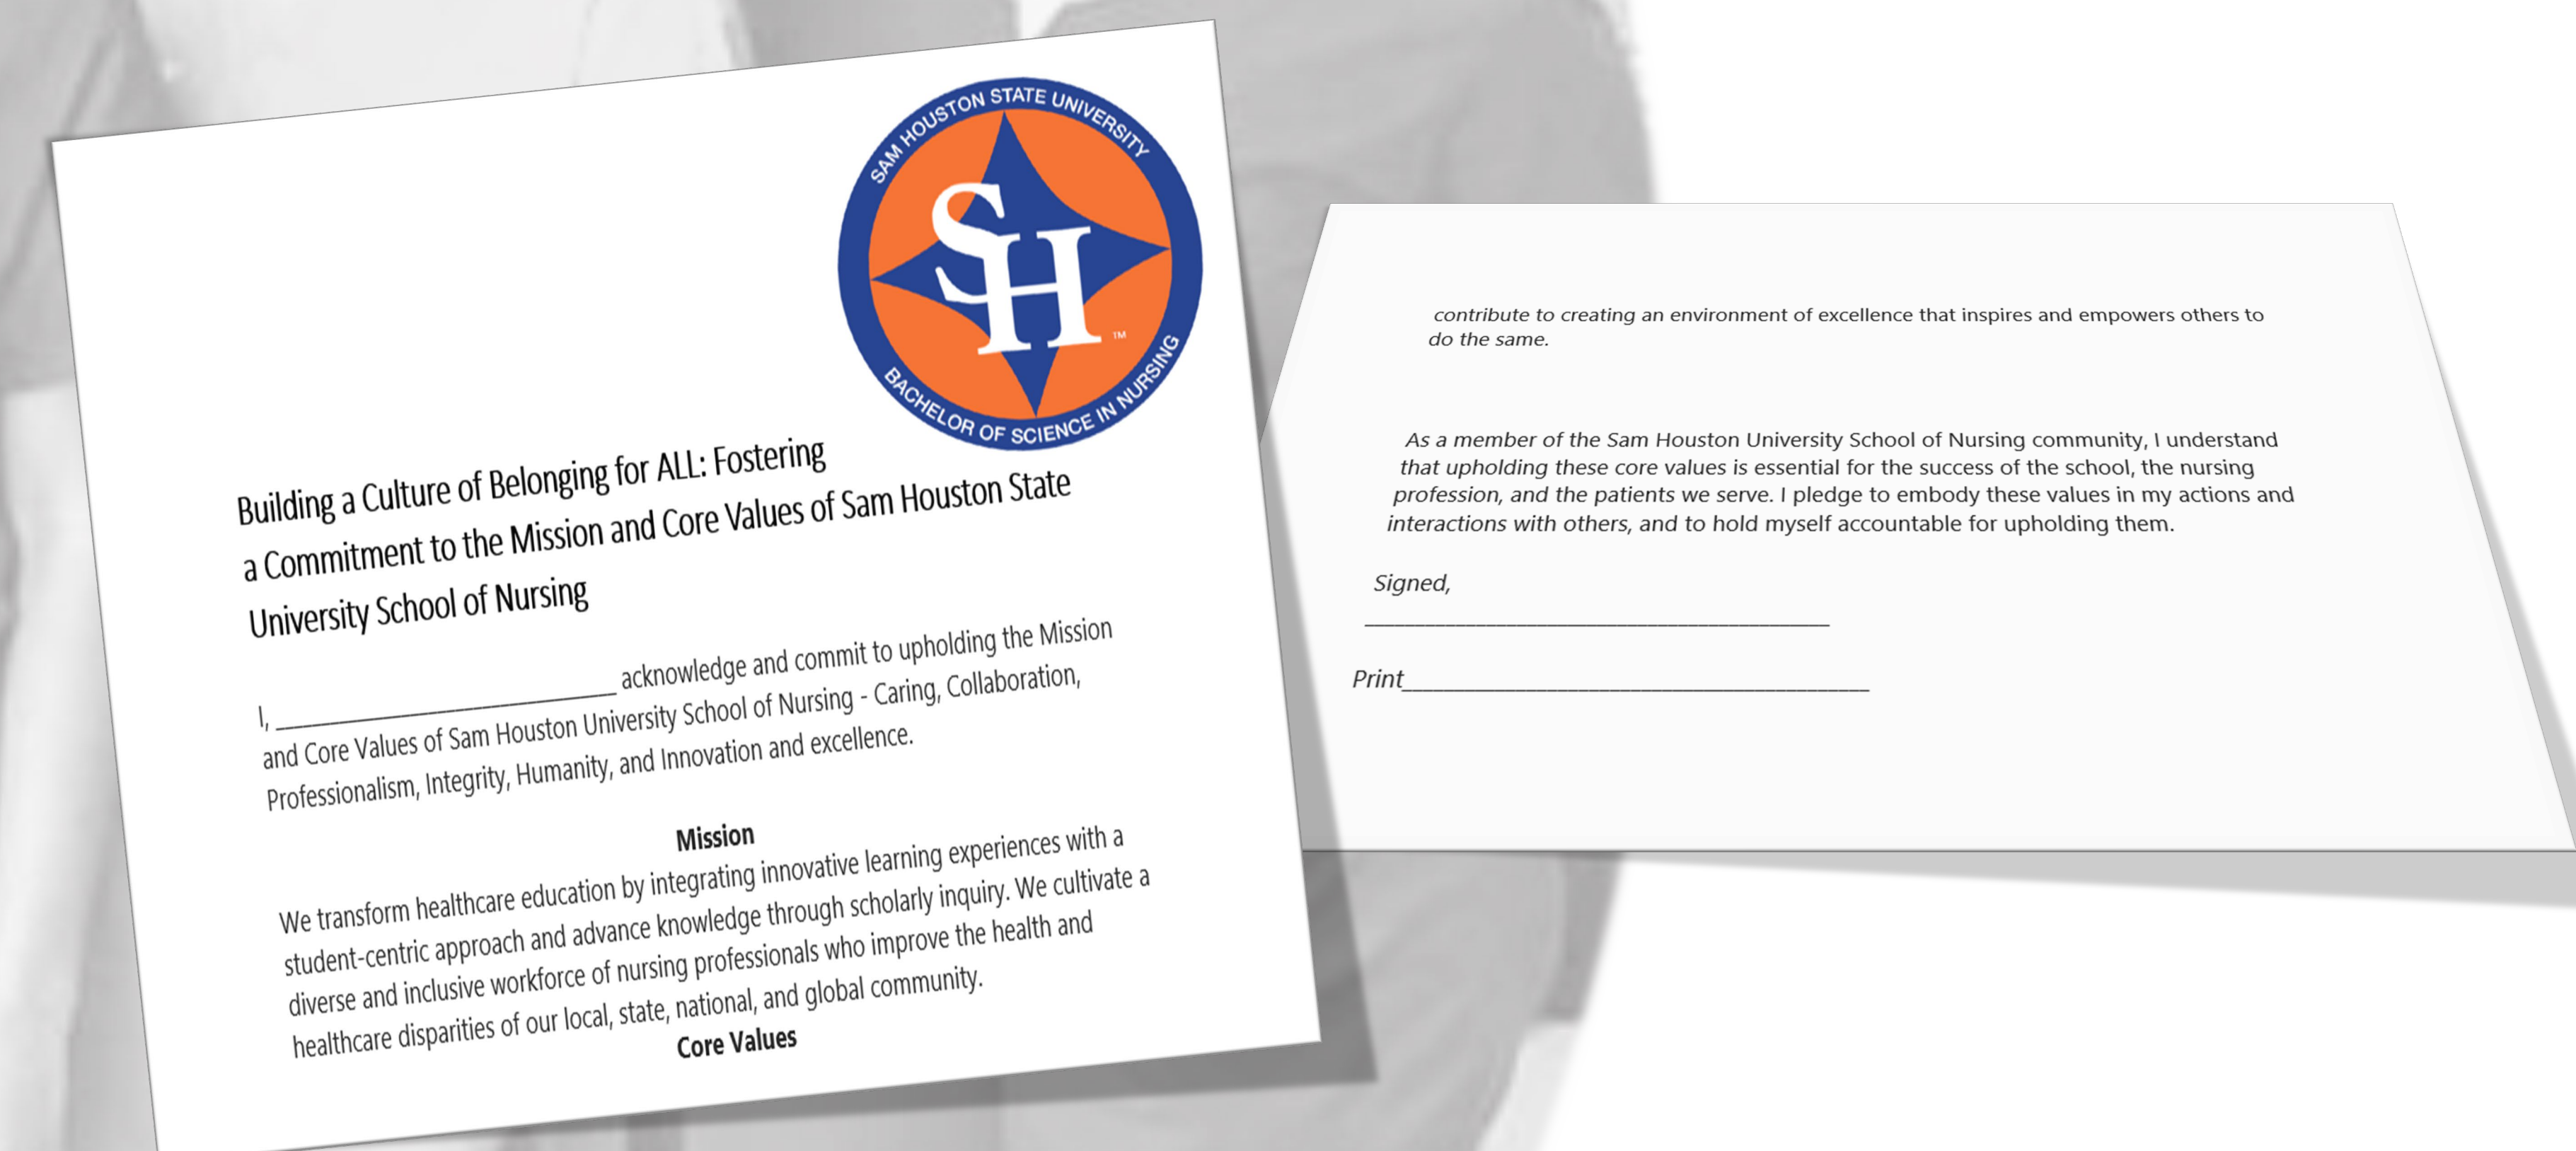 SAM HOUSTON STATE UNIVERSITY
SH
™
BACHELOR OF SCIENCE IN NURSING
Building a Culture of Belonging for ALL: Fostering
a Commitment to the Mission and Core Values of Sam Houston State
University School of Nursing
I, ______________________________ acknowledge and commit to upholding the Mission
and Core Values of Sam Houston University School of Nursing - Caring, Collaboration,
Professionalism, Integrity, Humanity, and Innovation and excellence.
Mission
We transform healthcare education by integrating innovative learning experiences with a
student-centric approach and advance knowledge through scholarly inquiry. We cultivate a
diverse and inclusive workforce of nursing professionals who improve the health and
healthcare disparities of our local, state, national, and global community.
Core Values
contribute to creating an environment of excellence that inspires and empowers others to
do the same.
As a member of the Sam Houston University School of Nursing community, I understand
that upholding these core values is essential for the success of the school, the nursing
profession, and the patients we serve. I pledge to embody these values in my actions and
interactions with others, and to hold myself accountable for upholding them.
Signed,
______________________________________________
Print______________________________________________